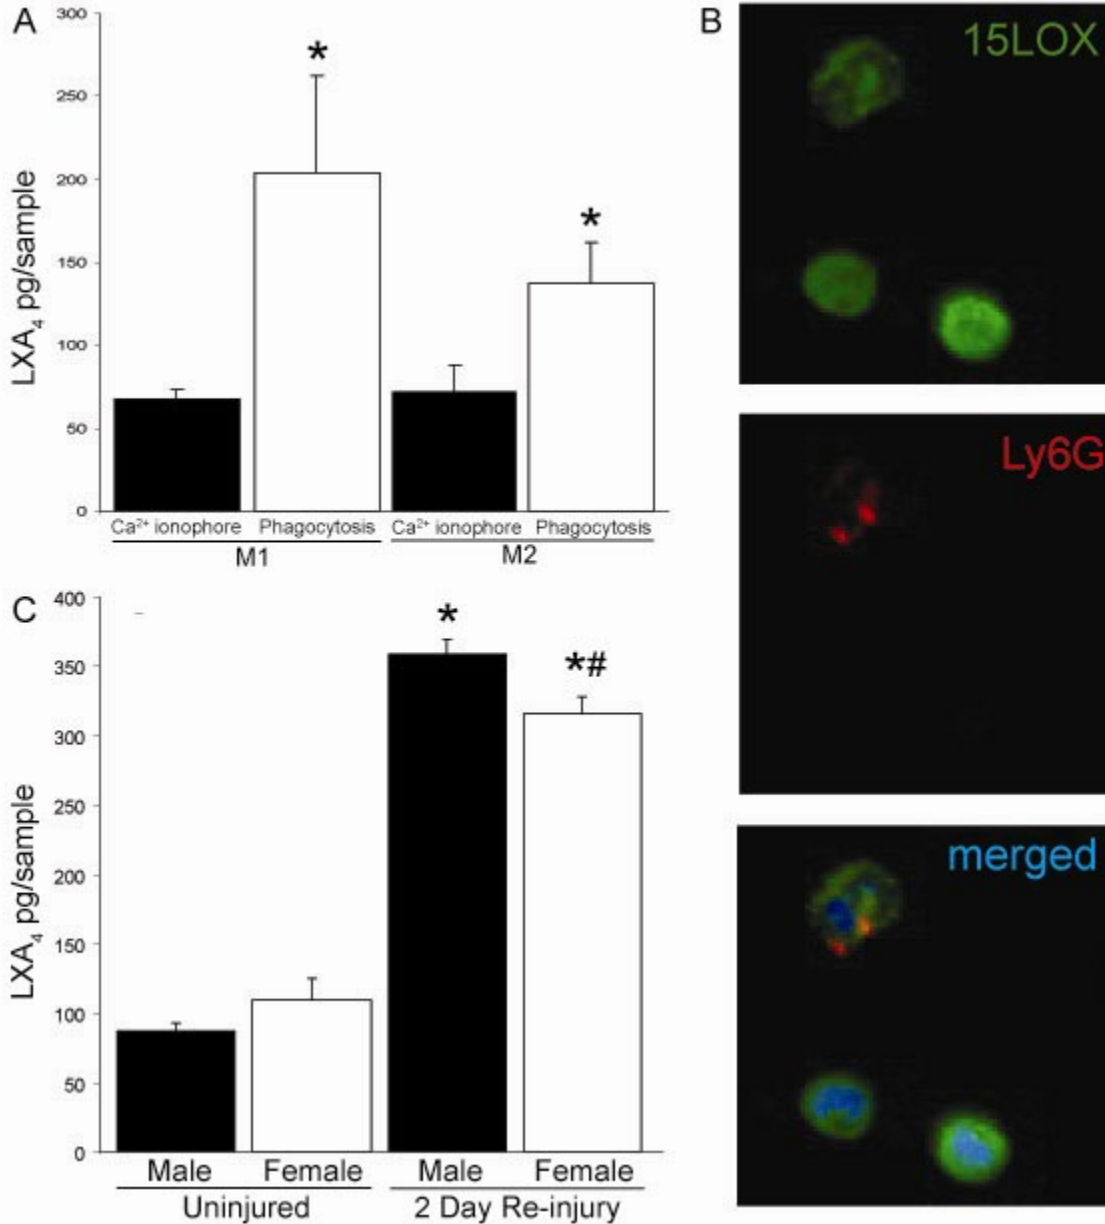 A
300
250
200
150
100
50
0
LXA₄ pg/sample
*
*
Ca²⁺ ionophore Phagocytosis Ca²⁺ ionophore Phagocytosis
M1 M2
B
15LOX
Ly6G
merged
C
400
350
300
250
200
150
100
50
0
LXA₄ pg/sample
*
*#
Male Female Male Female
Uninjured 2 Day Re-injury